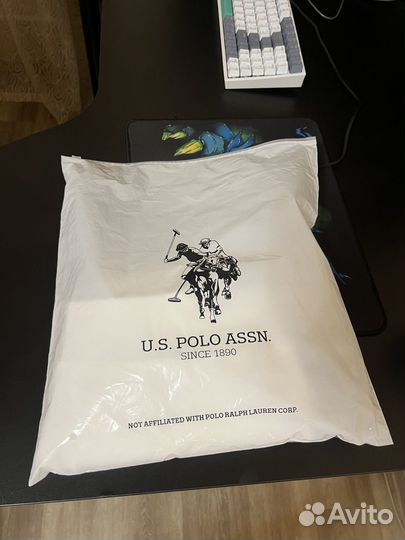 U.S. POLO ASSN.
SINCE 1890
NOT AFFILIATED WITH POLO RALPH LAUREN CORP.
Avito